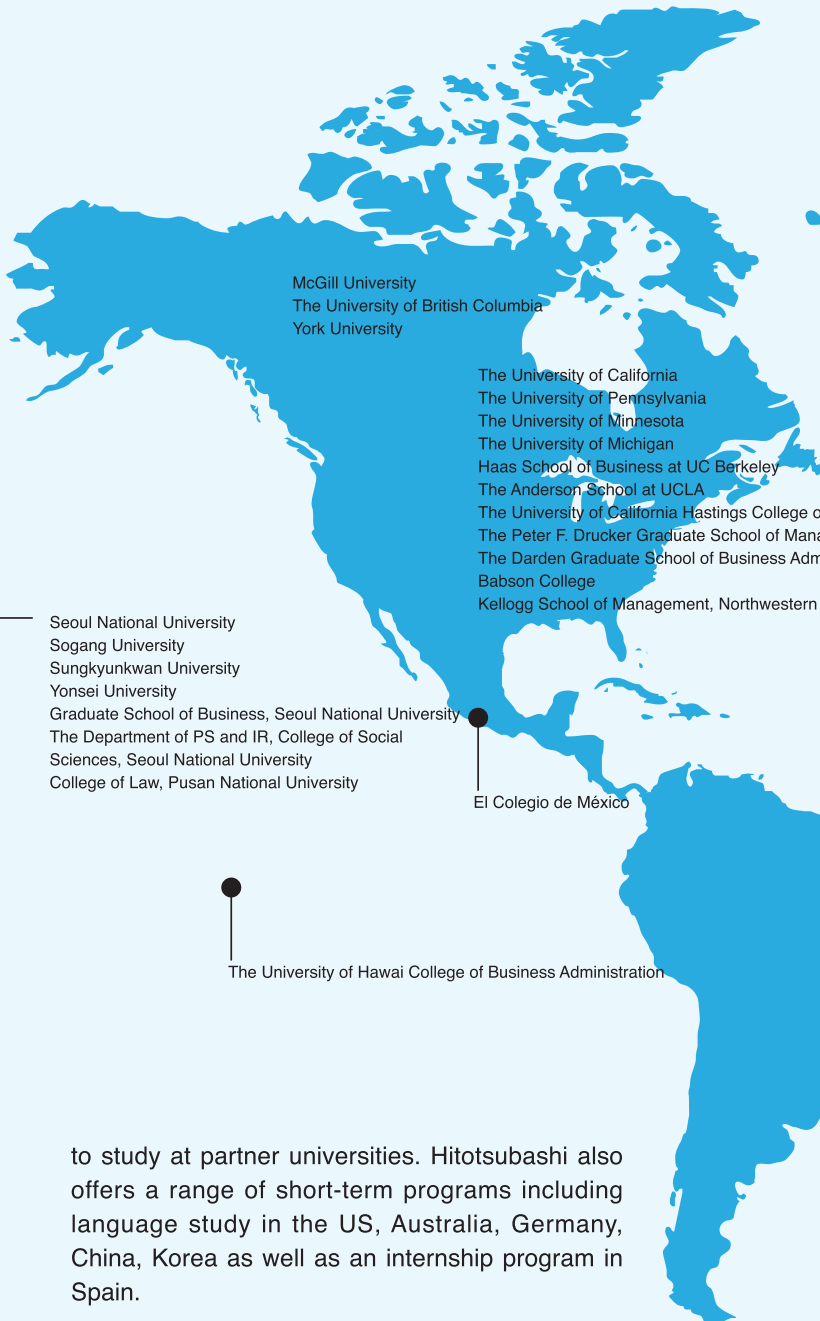 McGill University
The University of British Columbia
York University
The University of California
The University of Pennsylvania
The University of Minnesota
The University of Michigan
Haas School of Business at UC Berkeley
The Anderson School at UCLA
The University of California Hastings College o
The Peter F. Drucker Graduate School of Mana
The Darden Graduate School of Business Adm
Babson College
Kellogg School of Management, Northwestern
Seoul National University
Sogang University
Sungkyunkwan University
Yonsei University
Graduate School of Business, Seoul National University
The Department of PS and IR, College of Social
Sciences, Seoul National University
College of Law, Pusan National University
El Colegio de México
The University of Hawai College of Business Administration
to study at partner universities. Hitotsubashi also
offers a range of short-term programs including
language study in the US, Australia, Germany,
China, Korea as well as an internship program in
Spain.